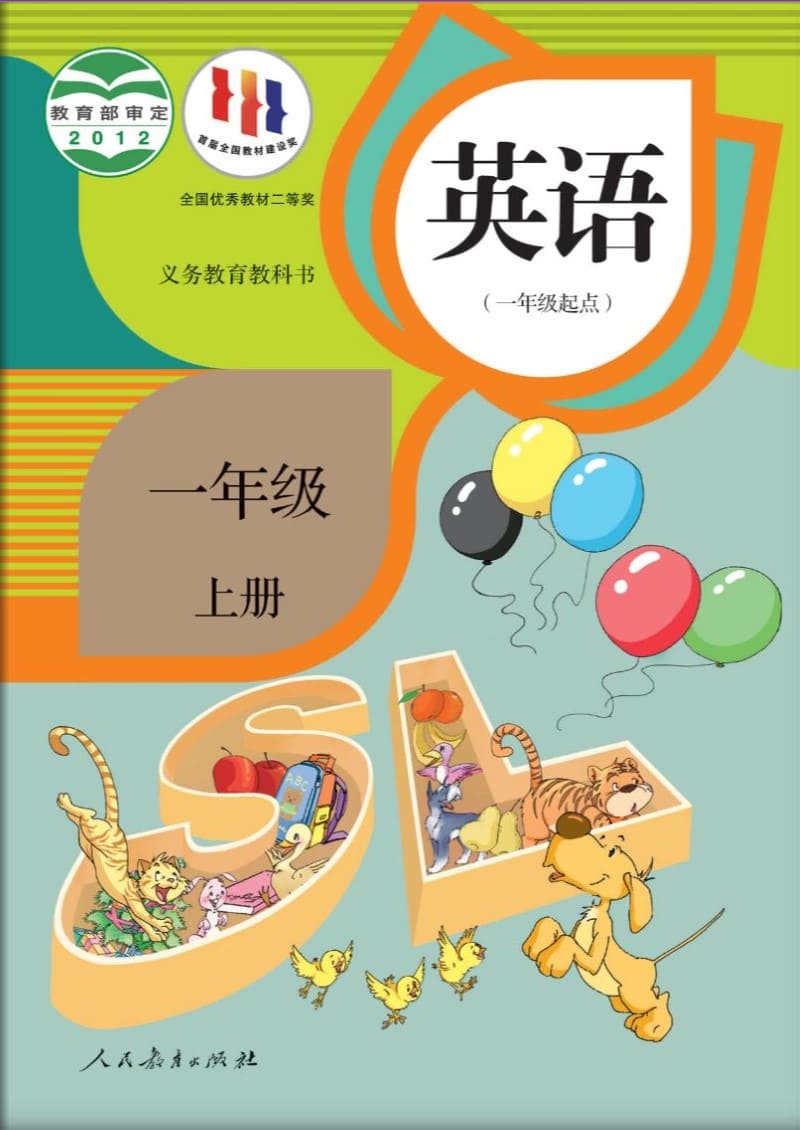 教育部审定
2012
首届全国教材建设奖
全国优秀教材二等奖
义务教育教科书
英语
（一年级起点）
一年级
上册
SL
ABC
人民教育出版社